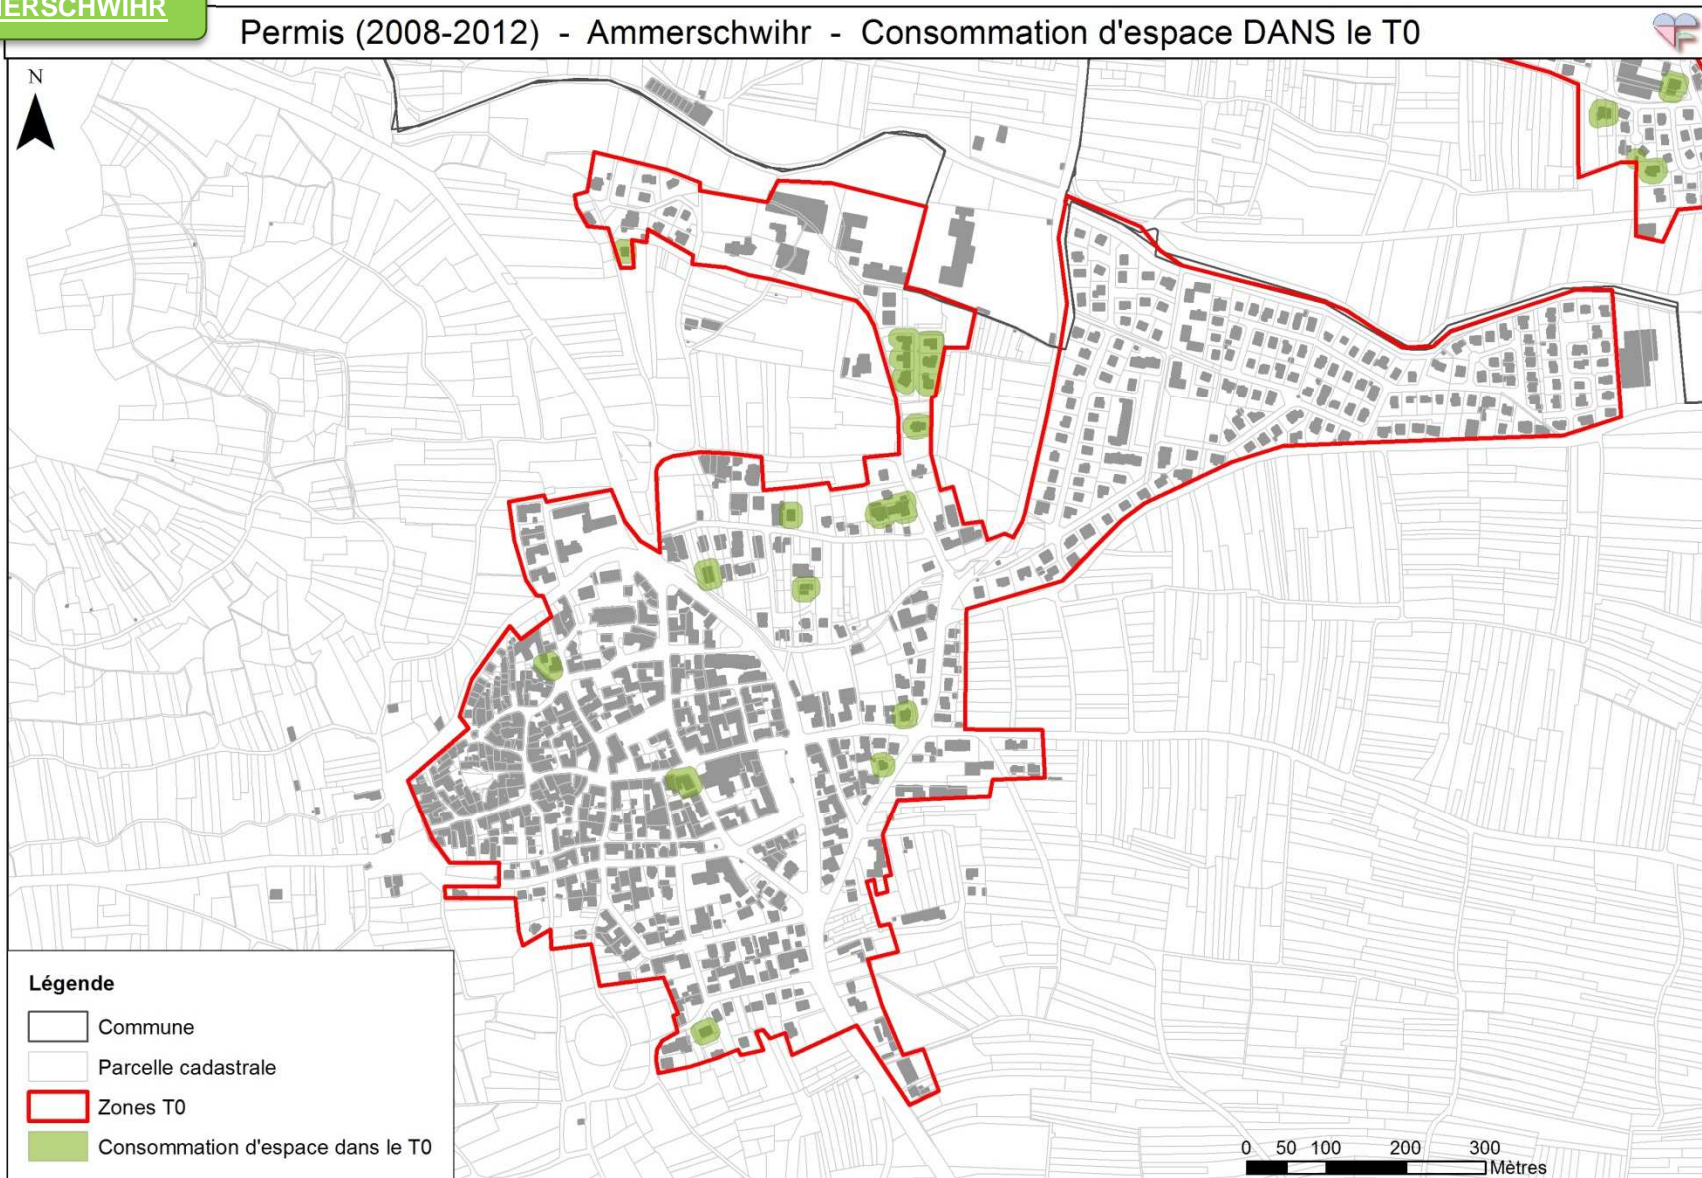 MERSCHWIHR
Permis (2008-2012) - Ammerschwihr - Consommation d'espace DANS le T0
N
Légende
Commune
Parcelle cadastrale
Zones T0
Consommation d'espace dans le T0
0 50 100 200 300
Mètres